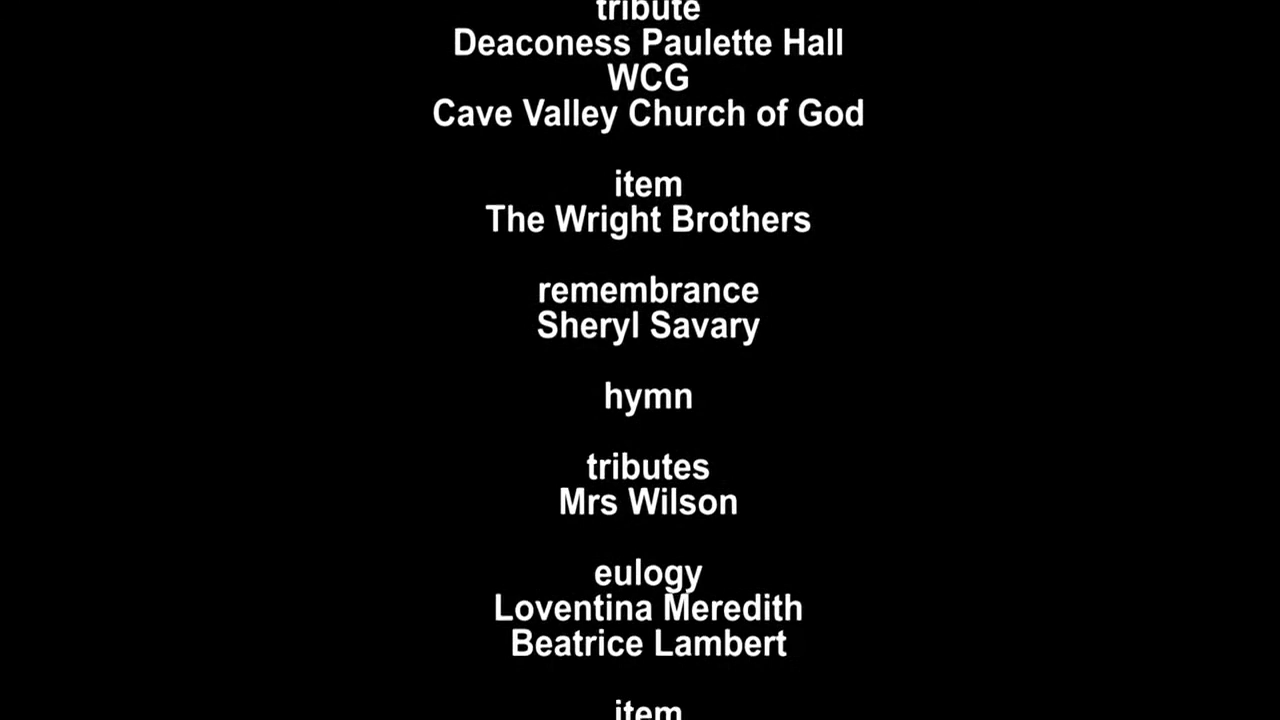 tribute
Deaconess Paulette Hall
WCG
Cave Valley Church of God
item
The Wright Brothers
remembrance
Sheryl Savary
hymn
tributes
Mrs Wilson
eulogy
Loventina Meredith
Beatrice Lambert
item